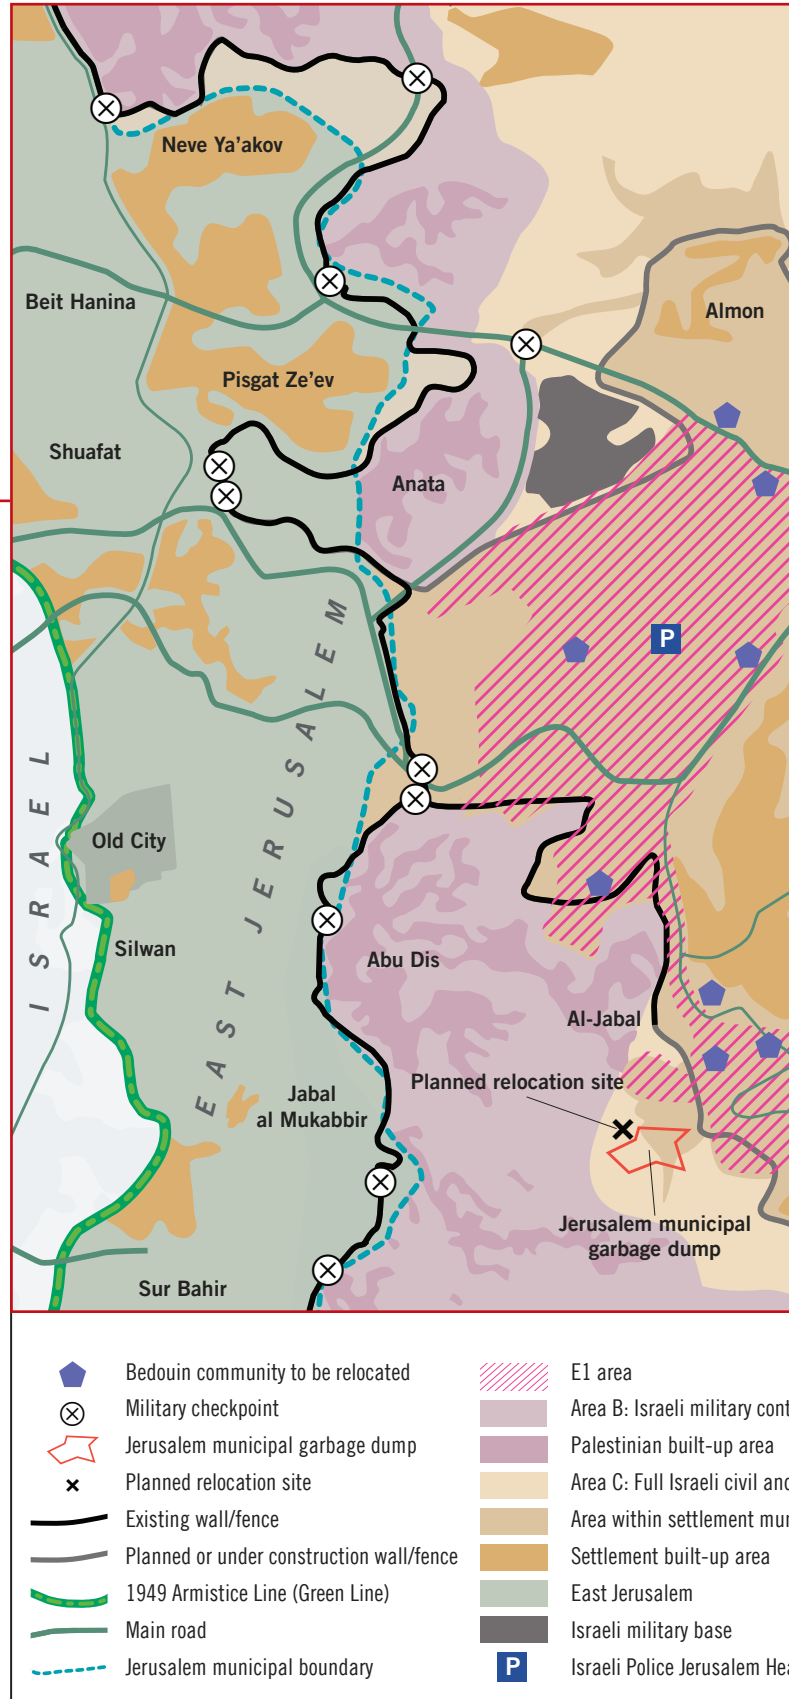 Neve Ya’akov
Beit Hanina
Almon
Pisgat Ze’ev
Shuafat
Anata
P
ISRAEL
EAST JERUSALEM
Old City
Silwan
Abu Dis
Al-Jabal
Planned relocation site
Jabal
al Mukabbir
Jerusalem municipal
garbage dump
Sur Bahir
Bedouin community to be relocated
Military checkpoint
Jerusalem municipal garbage dump
Planned relocation site
Existing wall/fence
Planned or under construction wall/fence
1949 Armistice Line (Green Line)
Main road
Jerusalem municipal boundary
E1 area
Area B: Israeli military cont
Palestinian built-up area
Area C: Full Israeli civil and
Area within settlement mun
Settlement built-up area
East Jerusalem
Israeli military base
P Israeli Police Jerusalem Hea